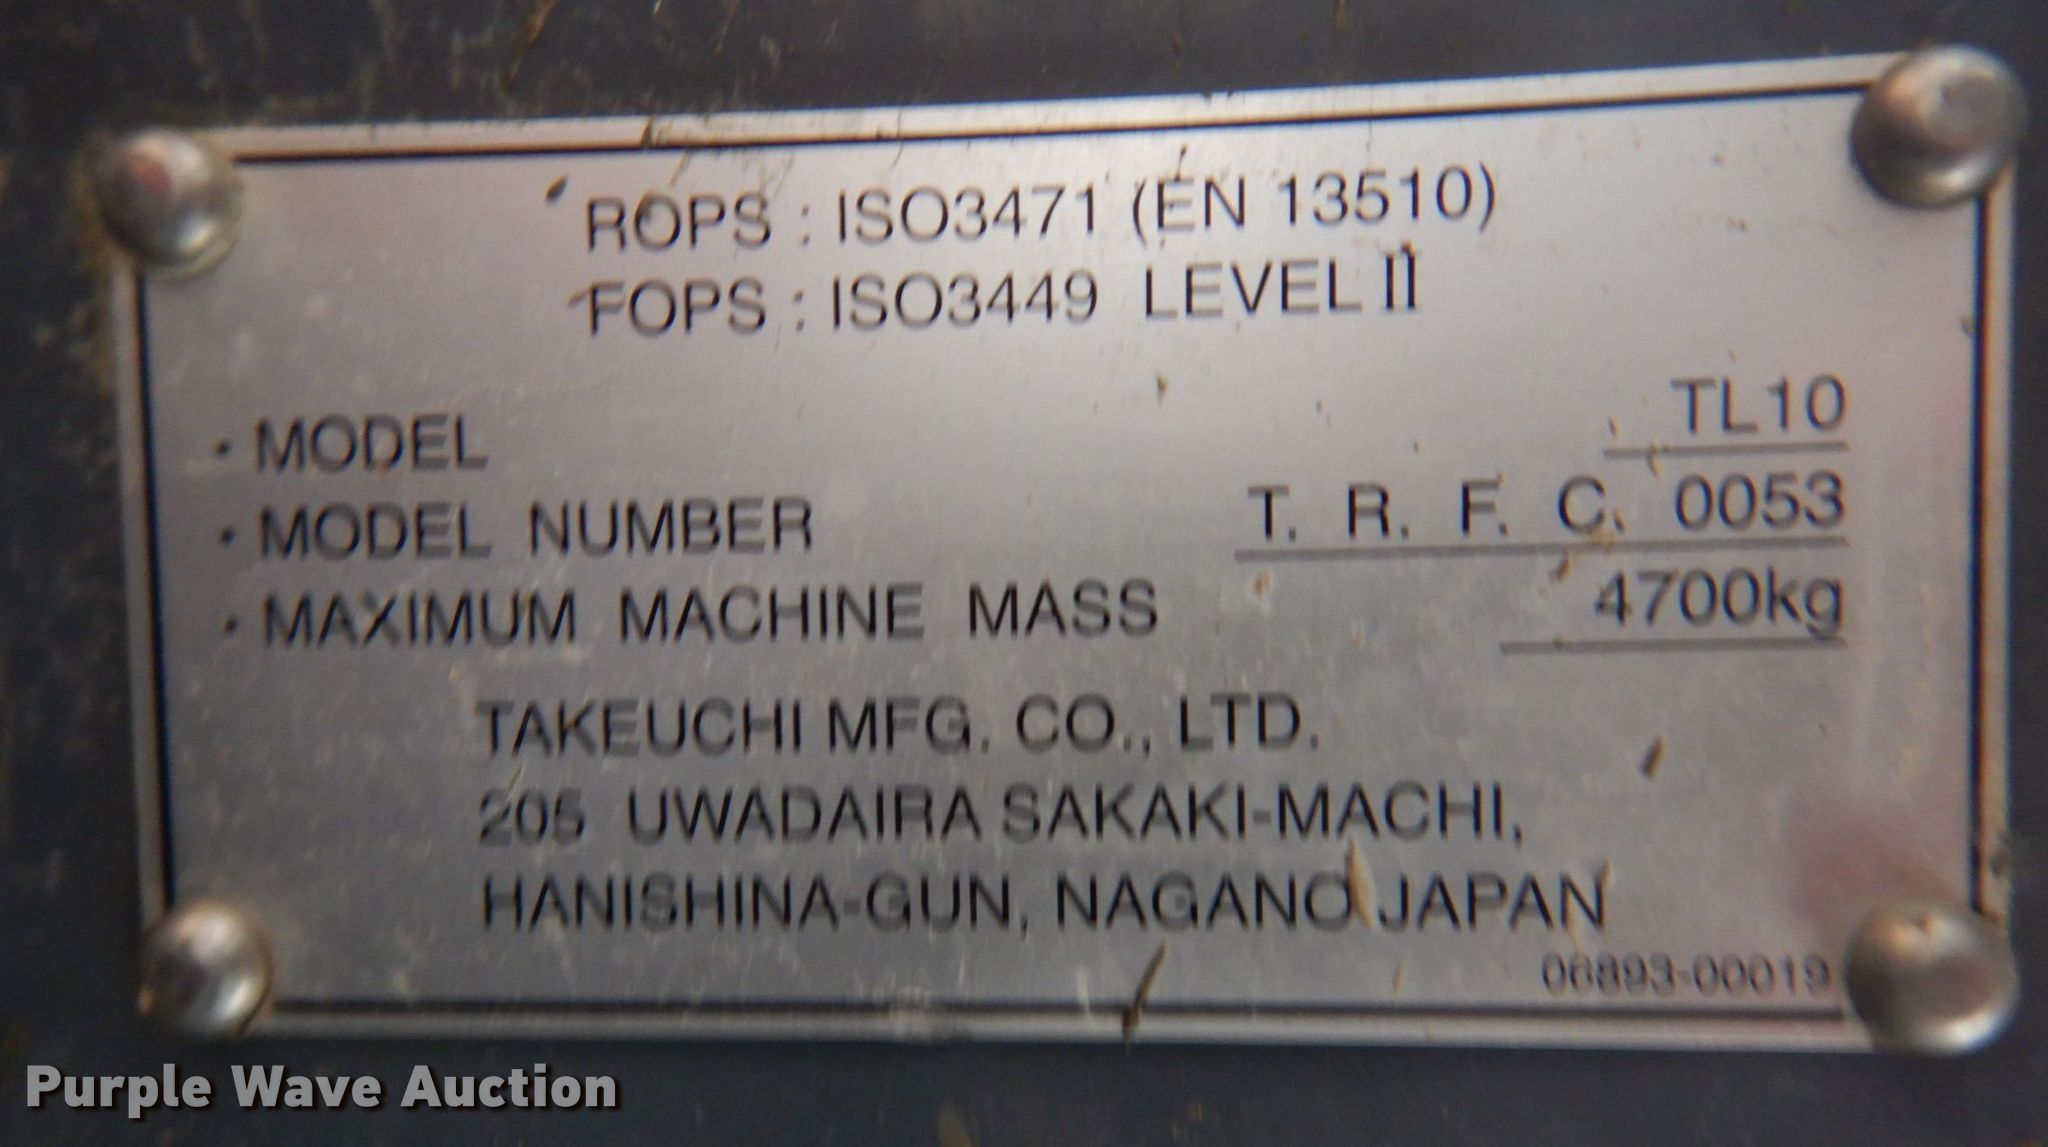 ROPS : ISO3471 (EN 13510)
FOPS : ISO3449 LEVEL II
· MODEL TL10
· MODEL NUMBER T. R. F. C. 0053
· MAXIMUM MACHINE MASS 4700kg
TAKEUCHI MFG. CO., LTD.
205 UWADAIRA SAKAKI-MACHI,
HANISHINA-GUN, NAGANO JAPAN
06893-00019
Purple Wave Auction